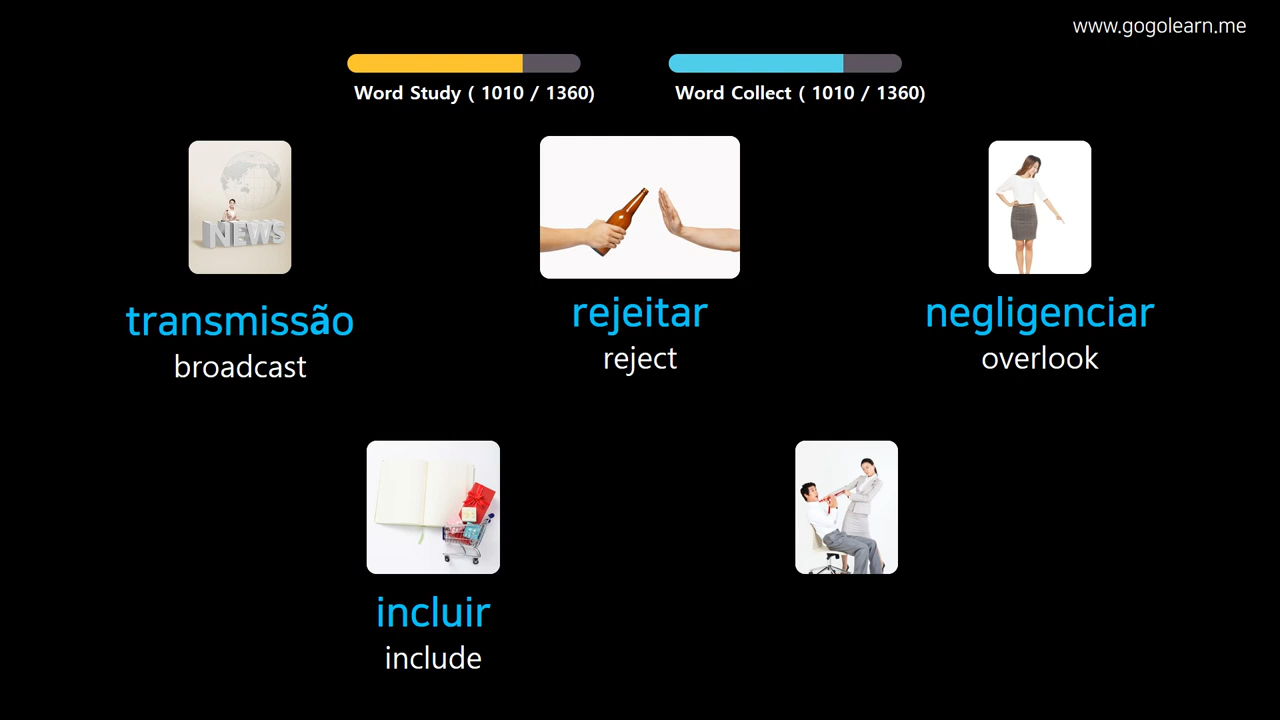 www.gogolearn.me
Word Study ( 1010 / 1360)
Word Collect ( 1010 / 1360)
NEWS
transmissão
broadcast
rejeitar
reject
negligenciar
overlook
incluir
include